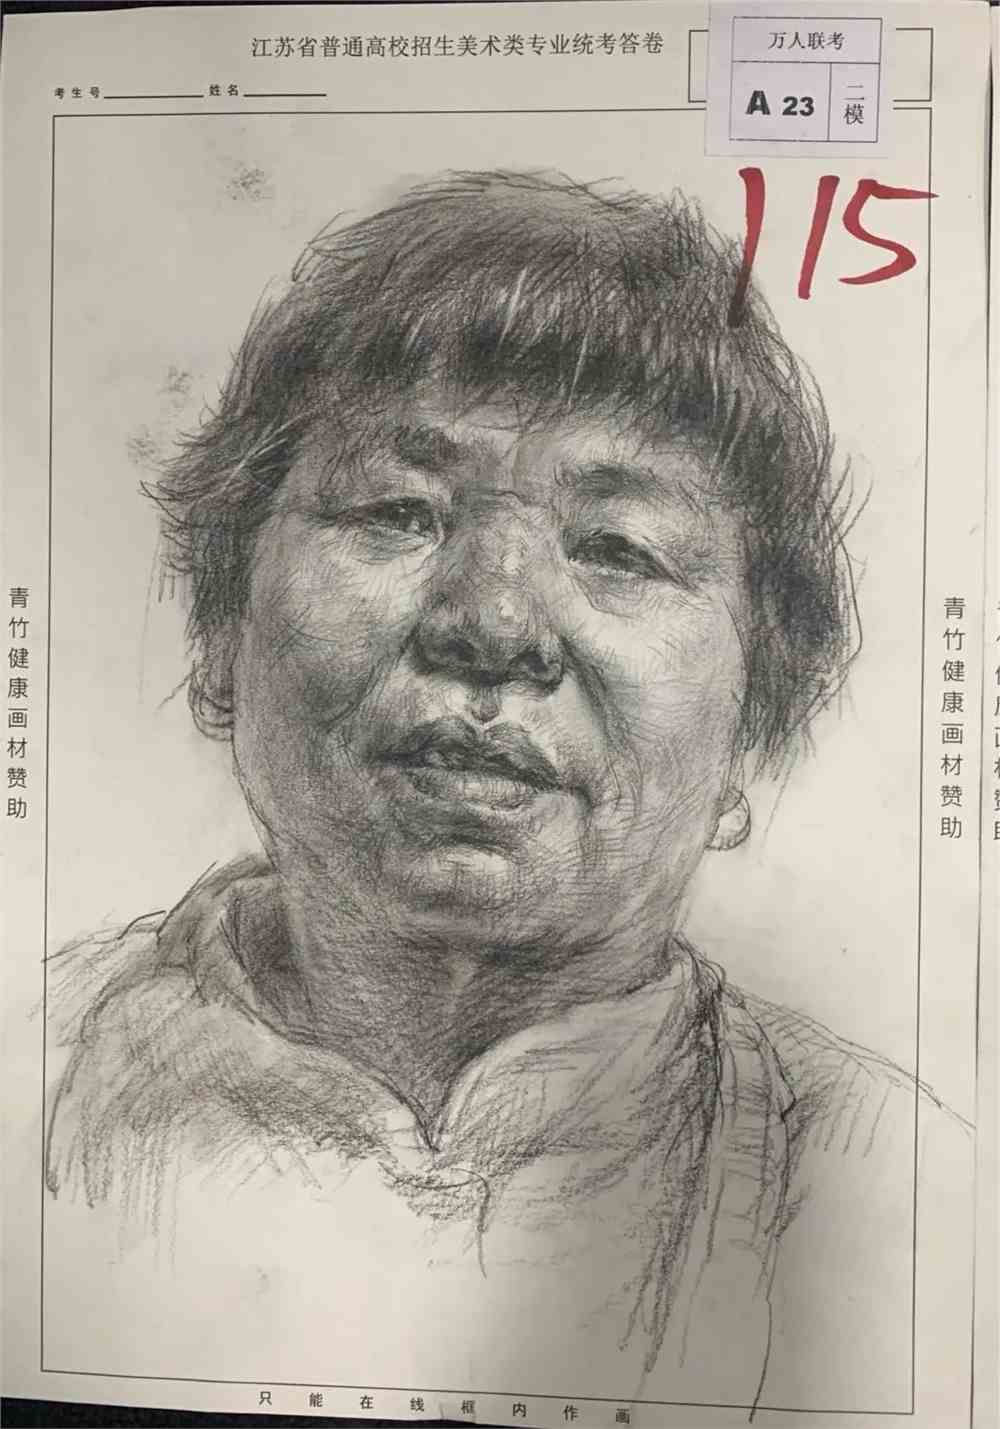 江苏省普通高校招生美术类专业统考答卷
万人联考
A 23
二模
考生号 姓名
115
青竹健康画材赞助
青竹健康画材赞助
只能在线框内作画